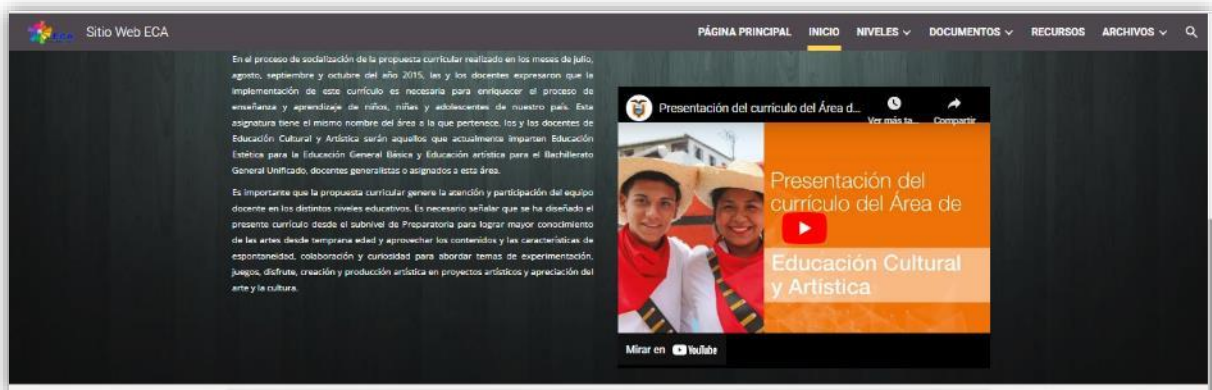 ECA
Sitio Web ECA
PÁGINA PRINCIPAL INICIO NIVELES DOCUMENTOS RECURSOS ARCHIVOS
En el proceso de socialización de la propuesta curricular realizado en los meses de julio,
agosto, septiembre y octubre del año 2015, las y los docentes expresaron que la
implementación de este currículo es necesaria para enriquecer el proceso de
enseñanza y aprendizaje de niños, niñas y adolescentes de nuestro país. Esta
asignatura tiene el mismo nombre del área a la que pertenece, los y las docentes de
Educación Cultural y Artística serán aquellos que actualmente imparten Educación
Estética para la Educación General Básica y Educación artística para el Bachillerato
General Unificado, docentes generalistas o asignados a esta área.
Es importante que la propuesta curricular genere la atención y participación del equipo
docente en los distintos niveles educativos. Es necesario señalar que se ha diseñado el
presente currículo desde el subnivel de Preparatoria para lograr mayor conocimiento
de las artes desde temprana edad y aprovechar los contenidos y las características de
espontaneidad, colaboración y curiosidad para abordar temas de experimentación,
juegos, disfrute, creación y producción artística en proyectos artísticos y apreciación del
arte y la cultura.
Presentación del currículo del Área d...
Ver más ta...
Compartir
Presentación del
currículo del Área de
Educación Cultural
y Artística
Mirar en YouTube